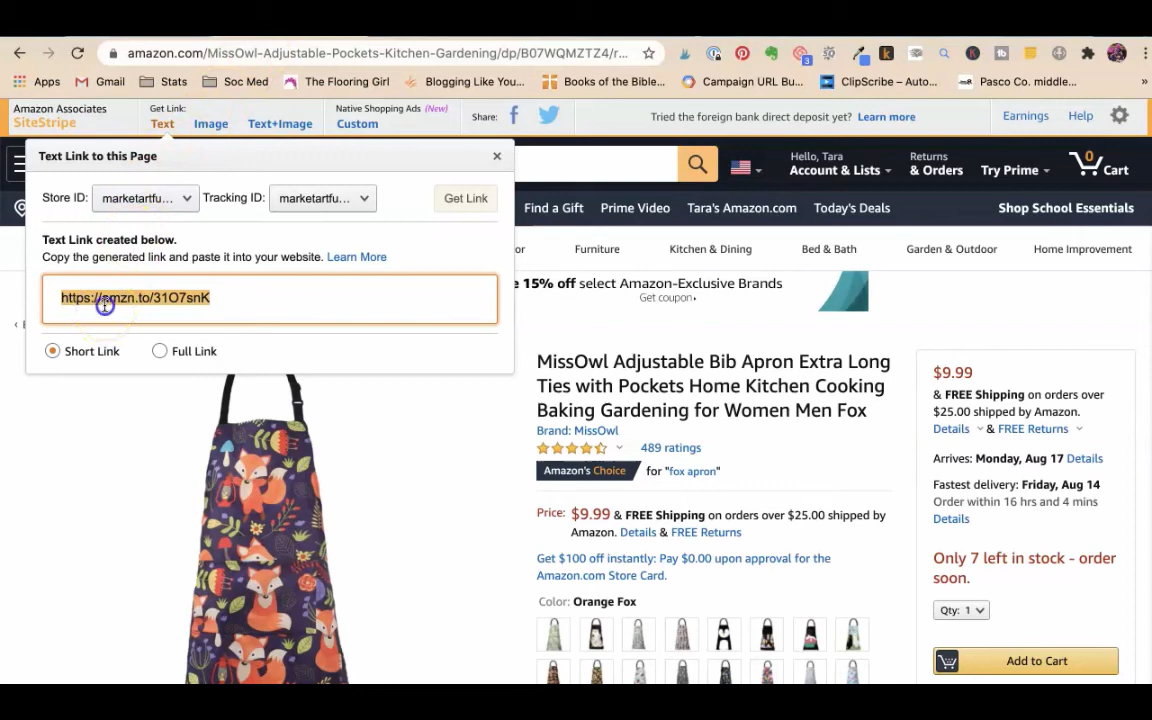 amazon.com/MissOwl-Adjustable-Pockets-Kitchen-Gardening/dp/B07WQMZTZ4/r...
Apps Gmail Stats Soc Med The Flooring Girl Blogging Like You... Books of the Bible... Campaign URL Bu... ClipScribe – Auto... Pasco Co. middle... »
Amazon Associates
SiteStripe
Get Link:
Text Image Text+Image
Native Shopping Ads (New)
Custom
Share:
Tried the foreign bank direct deposit yet? Learn more
Earnings Help
Text Link to this Page
Hello, Tara
Account & Lists
Returns
& Orders
Try Prime
0
Cart
Store ID: marketartfu... Tracking ID: marketartfu... Get Link
Find a Gift Prime Video Tara's Amazon.com Today's Deals Shop School Essentials
Text Link created below.
Copy the generated link and paste it into your website. Learn More
Furniture Kitchen & Dining Bed & Bath Garden & Outdoor Home Improvement
https://amzn.to/31O7snK
15% off select Amazon-Exclusive Brands
Get coupon
Short Link Full Link
MissOwl Adjustable Bib Apron Extra Long
Ties with Pockets Home Kitchen Cooking
Baking Gardening for Women Men Fox
Brand: MissOwl
489 ratings
Amazon's Choice for "fox apron"
Price: $9.99 & FREE Shipping on orders over $25.00 shipped by
Amazon. Details & FREE Returns
Get $100 off instantly: Pay $0.00 upon approval for the
Amazon.com Store Card.
Color: Orange Fox
$9.99
& FREE Shipping on orders over
$25.00 shipped by Amazon.
Details & FREE Returns
Arrives: Monday, Aug 17 Details
Fastest delivery: Friday, Aug 14
Order within 16 hrs and 4 mins
Details
Only 7 left in stock - order
soon.
Qty: 1
Add to Cart